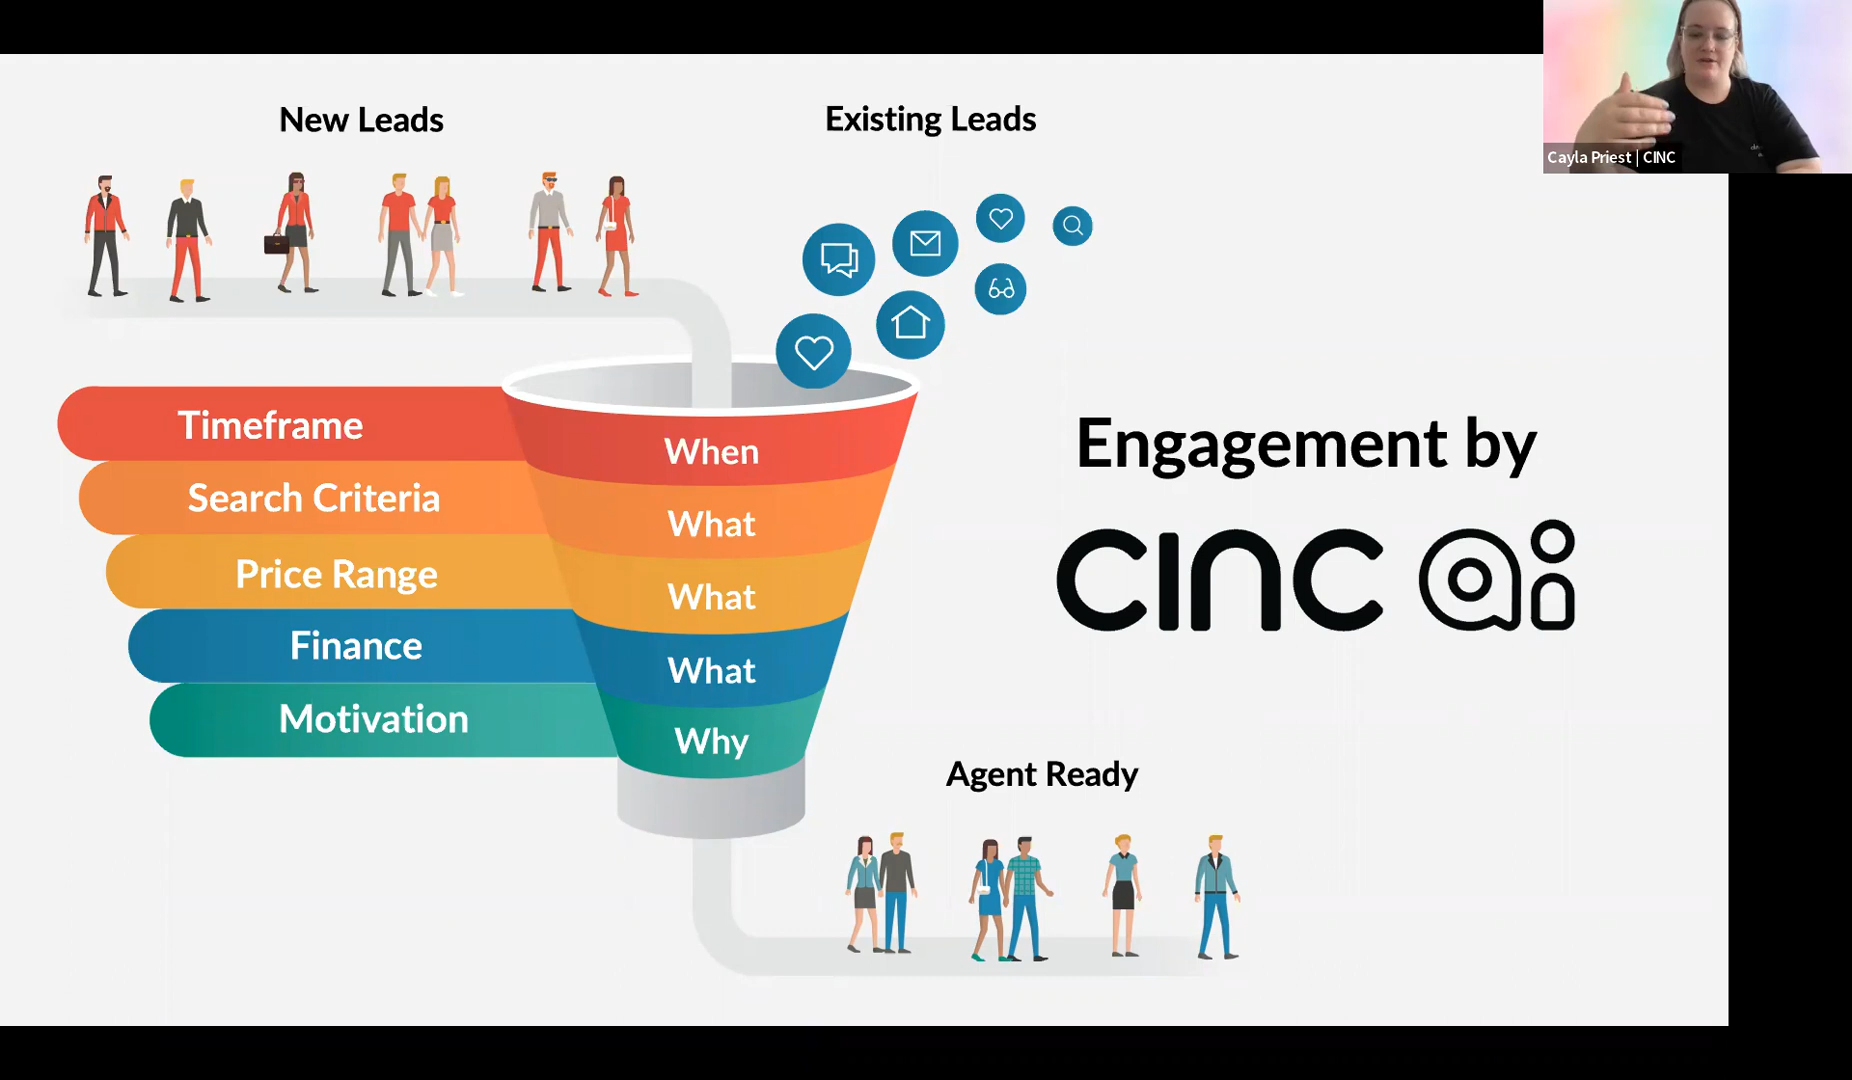 New Leads
Existing Leads
Cayla Priest | CINC
Timeframe
When
Search Criteria
What
Price Range
What
Finance
What
Motivation
Why
Engagement by
CINC ai
Agent Ready